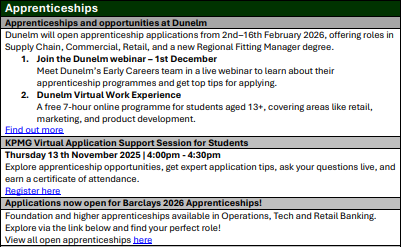 Apprenticeships
Apprenticeships and opportunities at Dunelm
Dunelm will open apprenticeship applications from 2nd–16th February 2026, offering roles in
Supply Chain, Commercial, Retail, and a new Regional Fitting Manager degree.
1. Join the Dunelm webinar – 1st December
Meet Dunelm's Early Careers team in a live webinar to learn about their
apprenticeship programmes and get top tips for applying.
2. Dunelm Virtual Work Experience
A free 7-hour online programme for students aged 13+, covering areas like retail,
marketing, and product development.
Find out more
KPMG Virtual Application Support Session for Students
Thursday 13 th November 2025 | 4:00pm - 4:30pm
Explore apprenticeship opportunities, get expert application tips, ask your questions live, and
earn a certificate of attendance.
Register here
Applications now open for Barclays 2026 Apprenticeships!
Foundation and higher apprenticeships available in Operations, Tech and Retail Banking.
Explore via the link below and find your perfect role!
View all open apprenticeships here